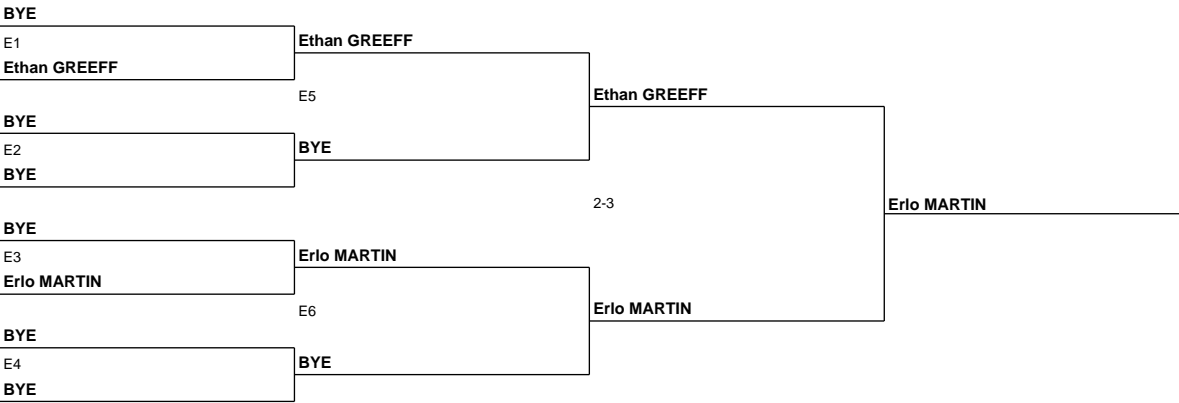 BYE
E1
Ethan GREEFF
Ethan GREEFF
E5
Ethan GREEFF
BYE
E2
BYE
BYE
2-3
Erlo MARTIN
BYE
E3
Erlo MARTIN
Erlo MARTIN
E6
Erlo MARTIN
BYE
E4
BYE
BYE